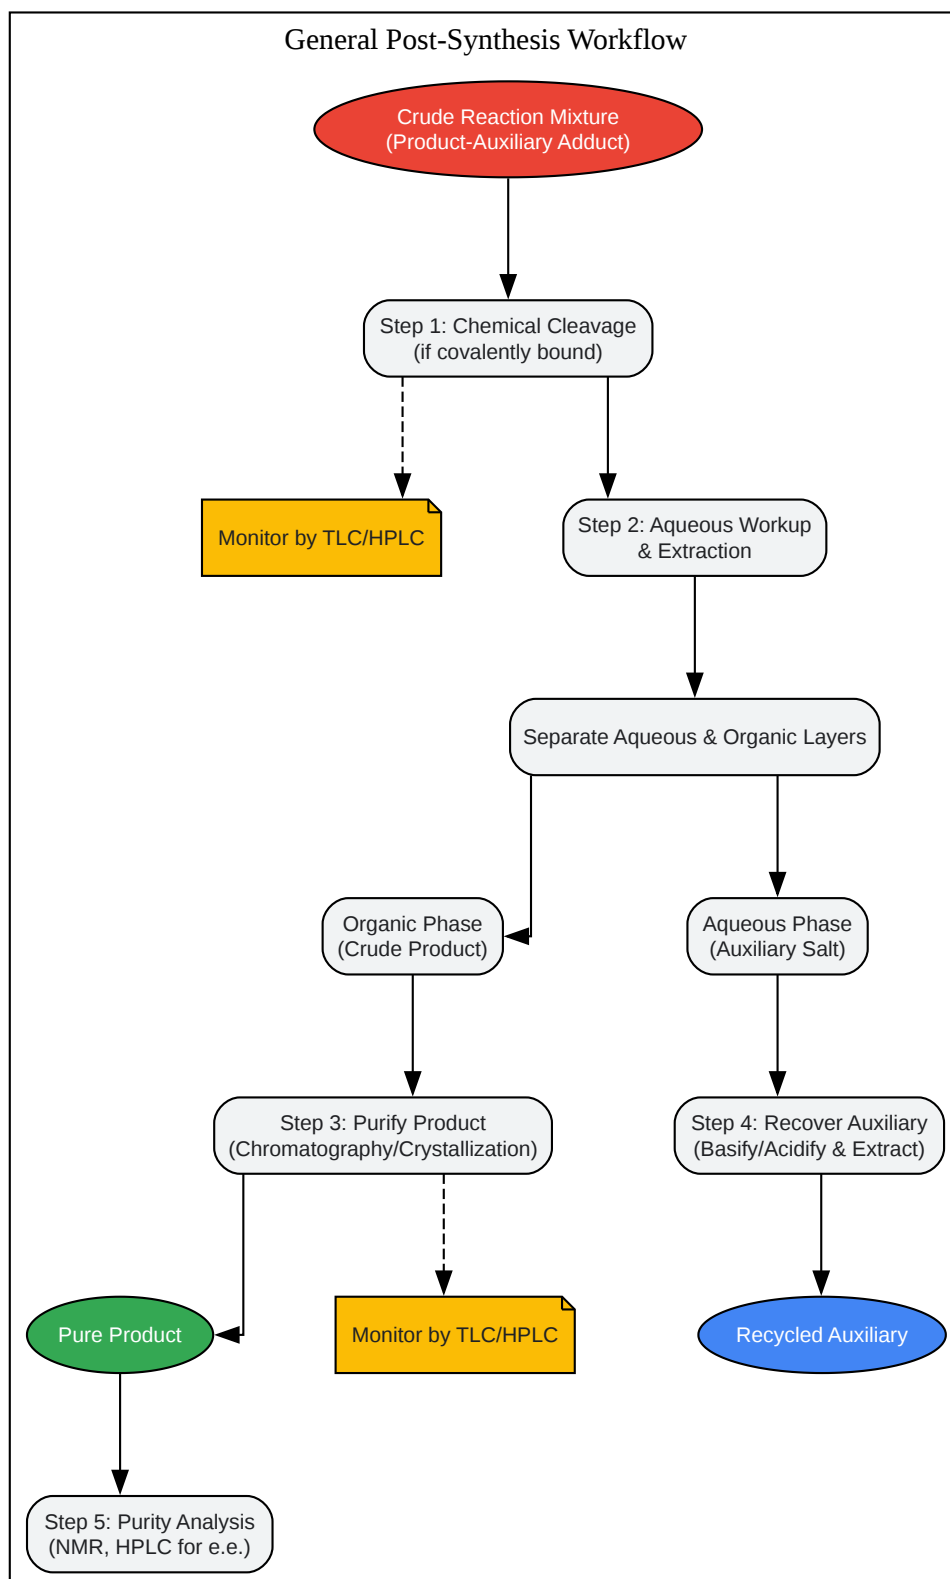 General Post-Synthesis Workflow
Crude Reaction Mixture
(Product-Auxiliary Adduct)
Step 1: Chemical Cleavage
(if covalently bound)
Monitor by TLC/HPLC
Step 2: Aqueous Workup
& Extraction
Separate Aqueous & Organic Layers
Organic Phase
(Crude Product)
Aqueous Phase
(Auxiliary Salt)
Step 3: Purify Product
(Chromatography/Crystallization)
Step 4: Recover Auxiliary
(Basify/Acidify & Extract)
Pure Product
Monitor by TLC/HPLC
Recycled Auxiliary
Step 5: Purity Analysis
(NMR, HPLC for e.e.)